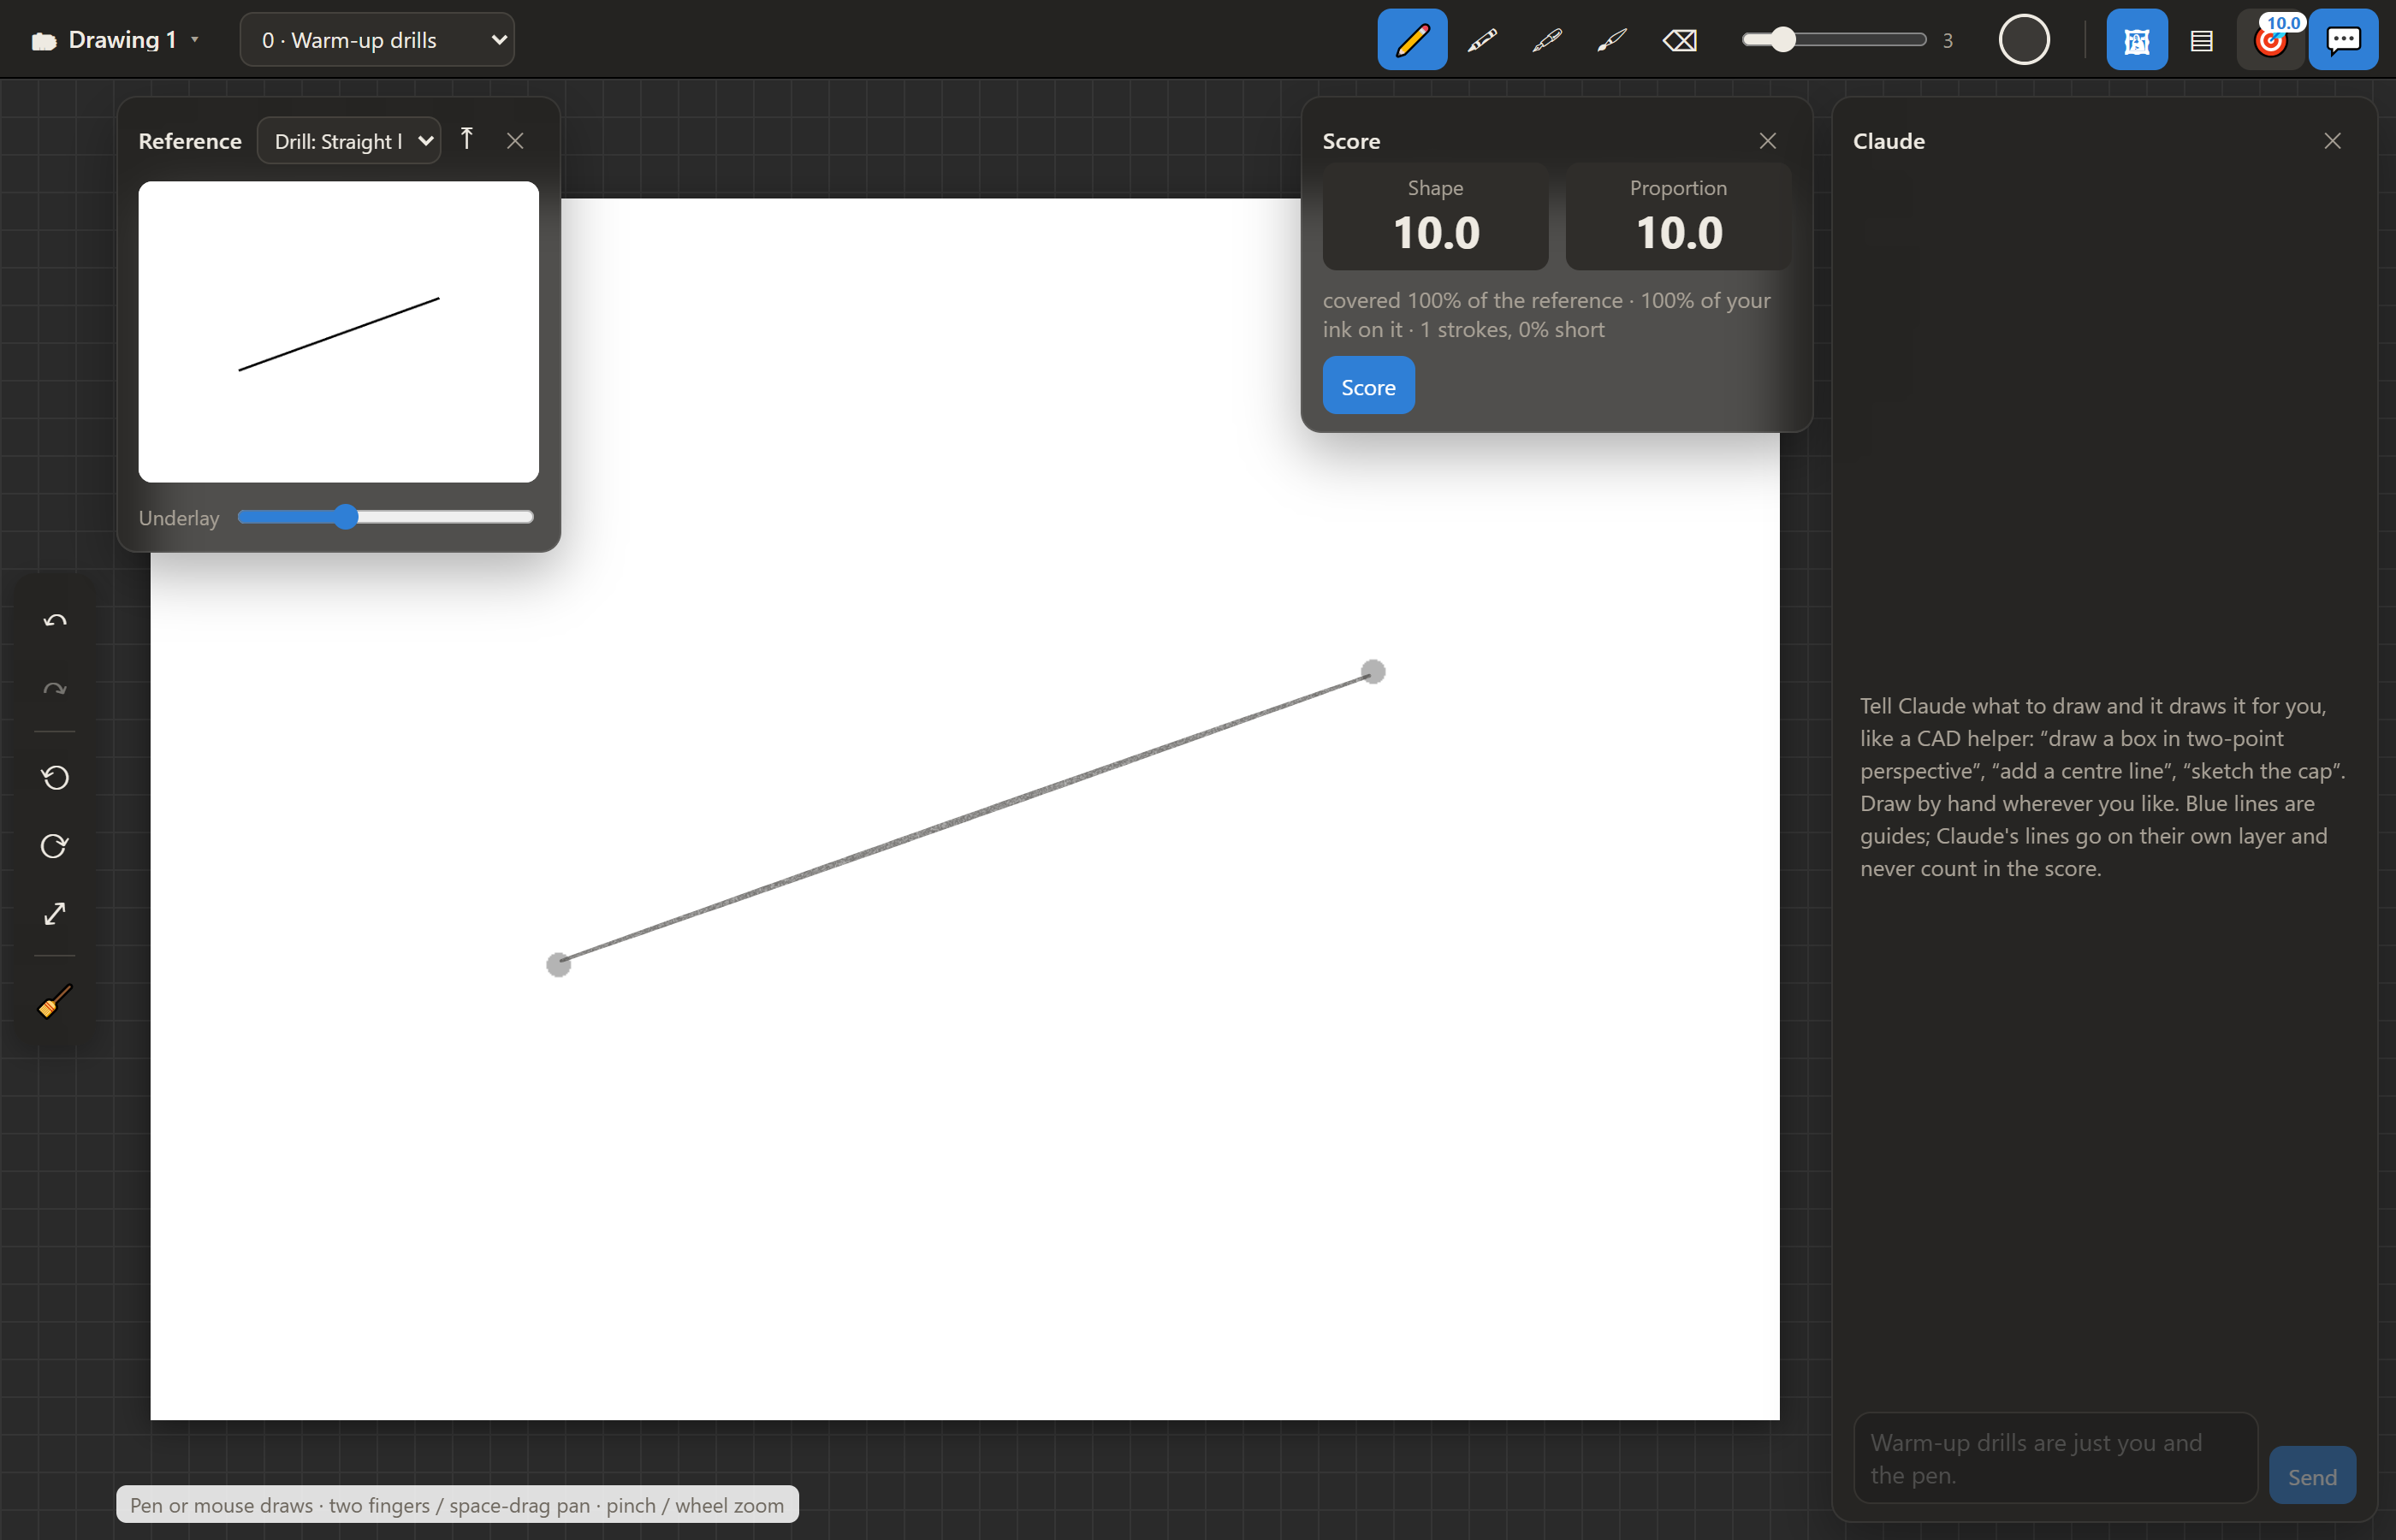 Drawing 1
0 · Warm-up drills
3
10.0
Reference
Drill: Straight l
Underlay
Score
Shape
10.0
Proportion
10.0
covered 100% of the reference · 100% of your
ink on it · 1 strokes, 0% short
Score
Claude
Tell Claude what to draw and it draws it for you,
like a CAD helper: “draw a box in two-point
perspective”, “add a centre line”, “sketch the cap”.
Draw by hand wherever you like. Blue lines are
guides; Claude's lines go on their own layer and
never count in the score.
Warm-up drills are just you and
the pen.
Send
Pen or mouse draws · two fingers / space-drag pan · pinch / wheel zoom